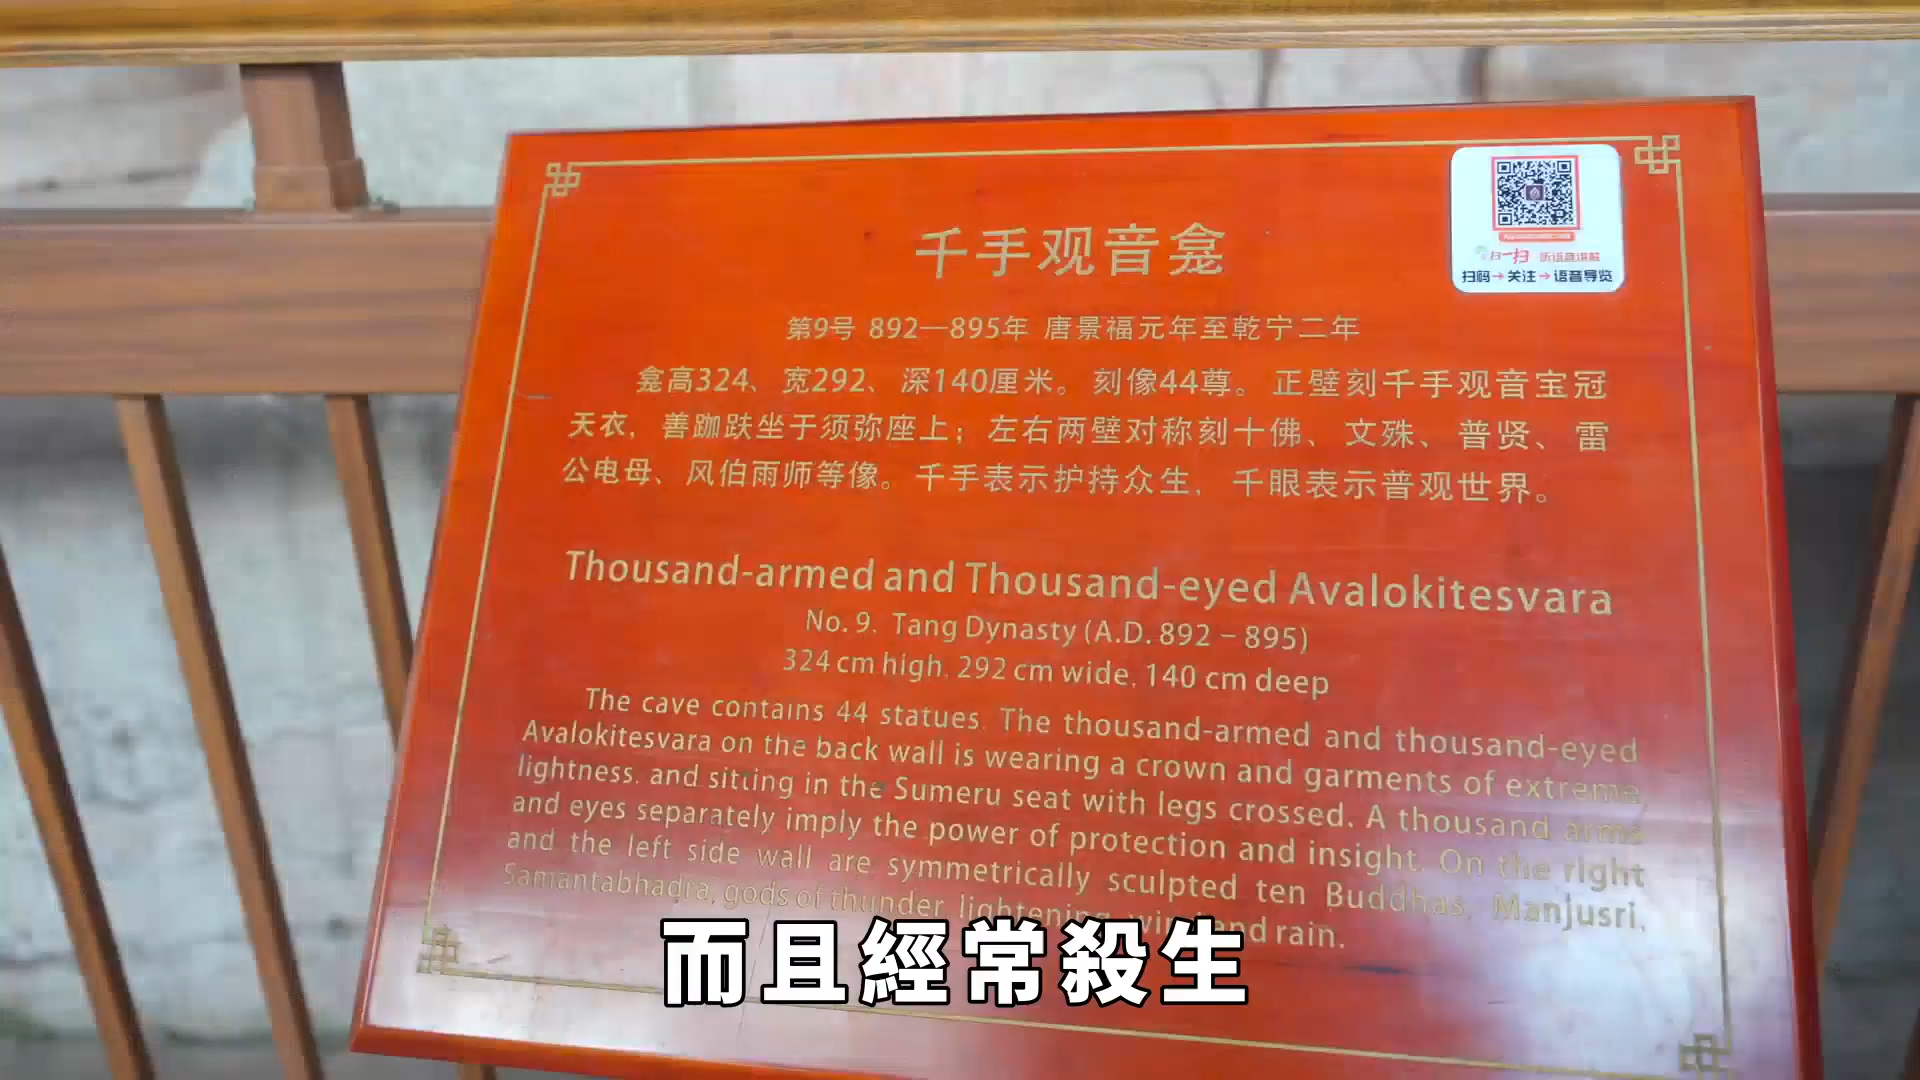 千手观音龛
第9号 892—895年 唐景福元年至乾宁二年
龛高324、宽292、深140厘米。刻像44尊。正壁刻千手观音宝冠
天衣，善跏趺坐于须弥座上；左右两壁对称刻十佛、文殊、普贤、雷
公电母、风伯雨师等像。千手表示护持众生，千眼表示普观世界。
Thousand-armed and Thousand-eyed Avalokitesvara
No. 9. Tang Dynasty (A.D. 892 - 895)
324 cm high, 292 cm wide, 140 cm deep
The cave contains 44 statues. The thousand-armed and thousand-eyed
Avalokitesvara on the back wall is wearing a crown and garments of extreme
lightness, and sitting in the Sumeru seat with legs crossed. A thousand arms
and eyes separately imply the power of protection and insight. On the right
and the left side wall are symmetrically sculpted ten Buddhas, Manjusri,
Samantabhadra, gods of thunder, lightening, wind and rain.
扫一扫 听语音讲解
扫码→关注→语音导览
而且經常殺生